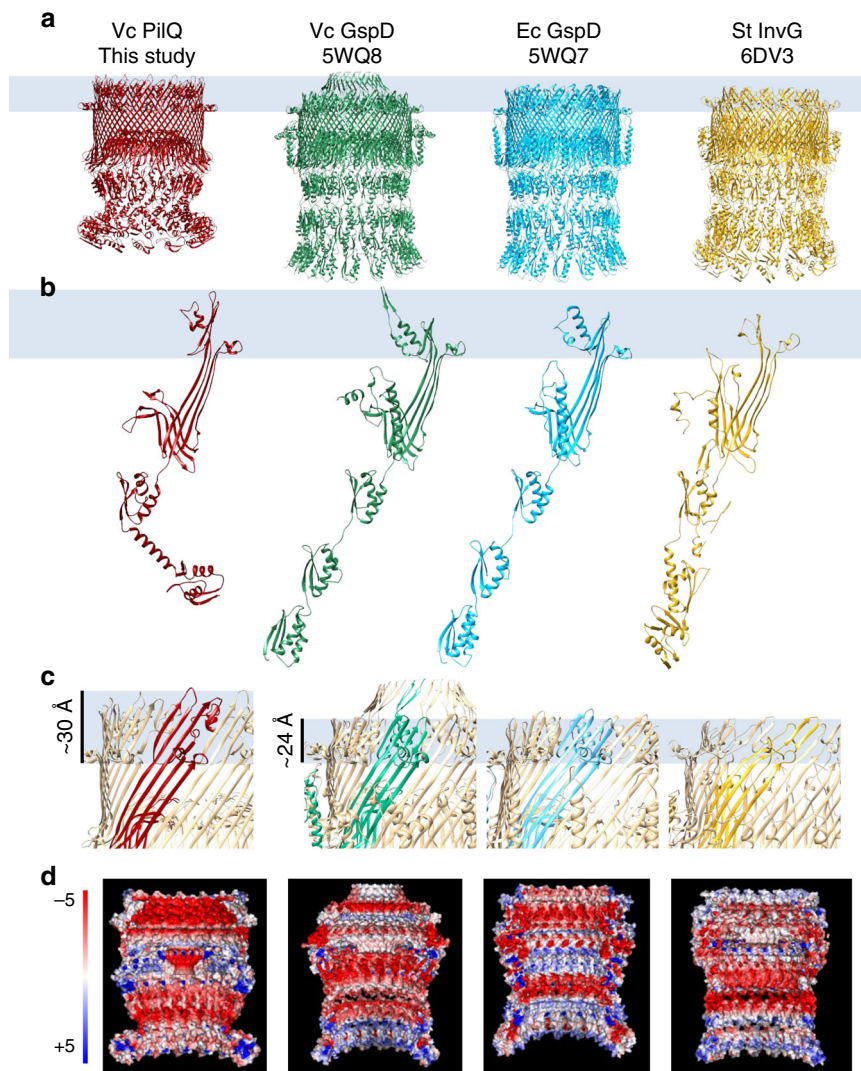 a
Vc PilQ
This study
Vc GspD
5WQ8
Ec GspD
5WQ7
St InvG
6DV3
b
c
~30 Å
~24 Å
d
–5
+5